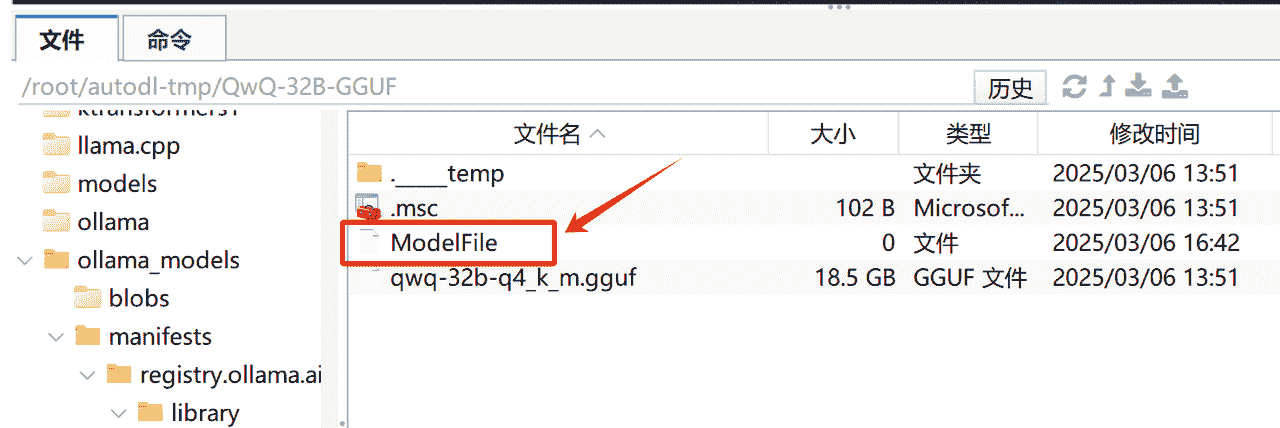 文件 命令
/root/autodl-tmp/QwQ-32B-GGUF 历史
ktransformers1
llama.cpp
models
ollama
ollama_models
blobs
manifests
registry.ollama.ai
library
文件名 大小 类型 修改时间
._____temp 文件夹 2025/03/06 13:51
.msc 102 B Microsof... 2025/03/06 13:51
ModelFile 0 文件 2025/03/06 16:42
qwq-32b-q4_k_m.gguf 18.5 GB GGUF 文件 2025/03/06 13:51